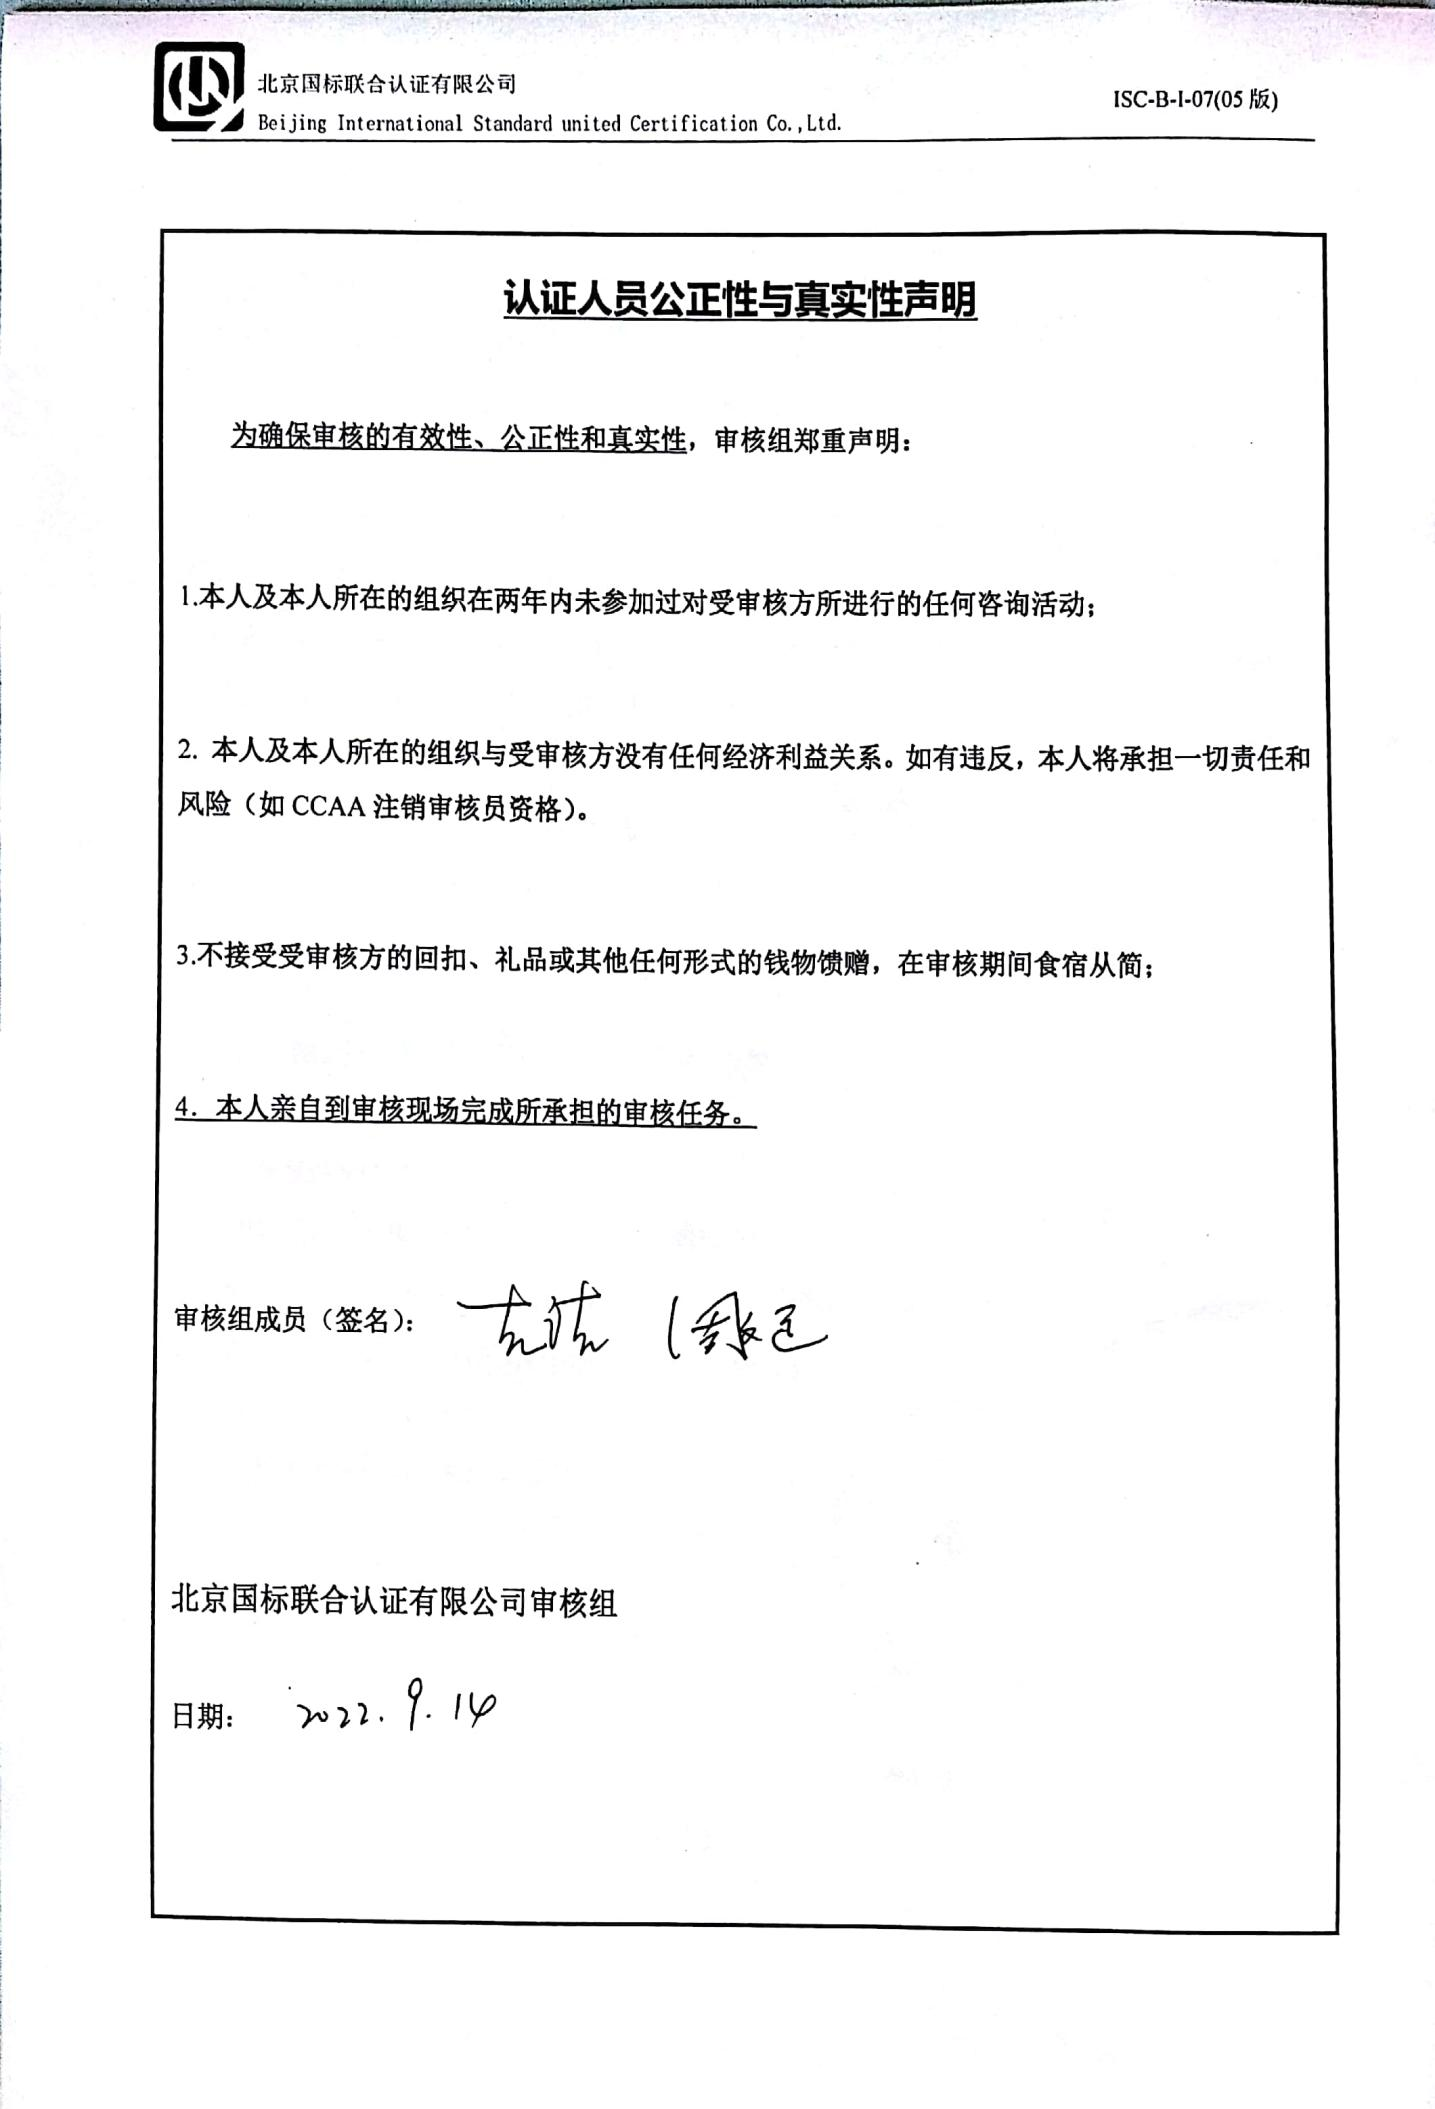 北京国标联合认证有限公司
Beijing International Standard united Certification Co.,Ltd.
ISC-B-I-07(05 版)
认证人员公正性与真实性声明
为确保审核的有效性、公正性和真实性，审核组郑重声明：
1.本人及本人所在的组织在两年内未参加过对受审核方所进行的任何咨询活动；
2. 本人及本人所在的组织与受审核方没有任何经济利益关系。如有违反，本人将承担一切责任和
风险（如 CCAA 注销审核员资格）。
3.不接受受审核方的回扣、礼品或其他任何形式的钱物馈赠，在审核期间食宿从简；
4. 本人亲自到审核现场完成所承担的审核任务。
审核组成员（签名）：
北京国标联合认证有限公司审核组
日期： 2022.9.14